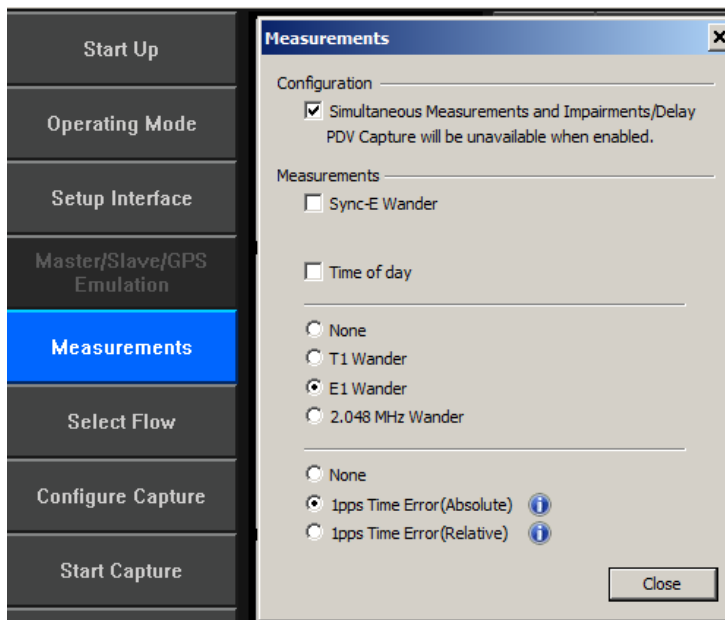 Start Up
Operating Mode
Setup Interface
Master/Slave/GPS
Emulation
Measurements
Select Flow
Configure Capture
Start Capture
Measurements
Configuration
Simultaneous Measurements and Impairments/Delay
PDV Capture will be unavailable when enabled.
Measurements
Sync-E Wander
Time of day
None
T1 Wander
E1 Wander
2.048 MHz Wander
None
1pps Time Error(Absolute)
1pps Time Error(Relative)
Close